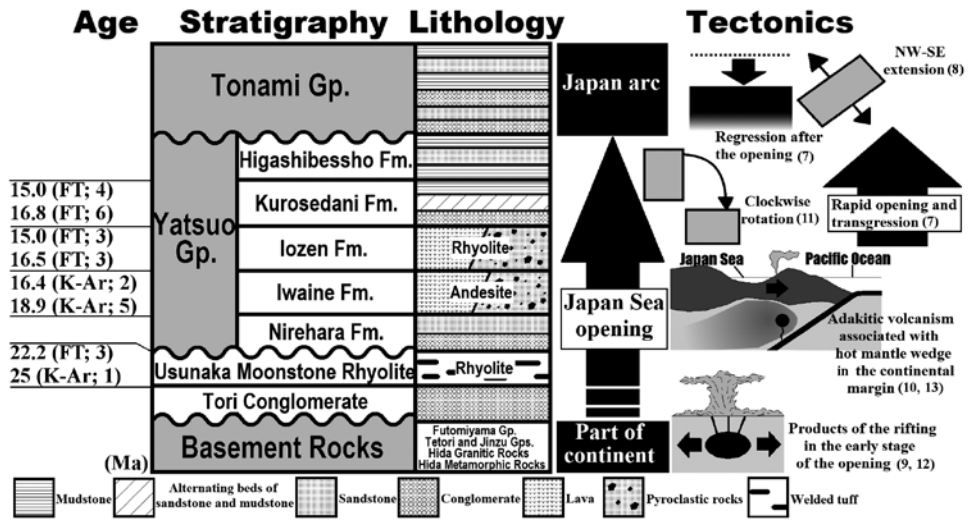 Age Stratigraphy Lithology Tectonics
Tonami Gp.
Higashibessho Fm.
Yatsuo
Gp.
Kurosedani Fm.
Iozen Fm.
Iwaine Fm.
Nirehara Fm.
Usunaka Moonstone Rhyolite
Tori Conglomerate
Basement Rocks
15.0 (FT; 4)
16.8 (FT; 6)
15.0 (FT; 3)
16.5 (FT; 3)
16.4 (K-Ar; 2)
18.9 (K-Ar; 5)
22.2 (FT; 3)
25 (K-Ar; 1)
(Ma)
Rhyolite
Andesite
Rhyolite
Futomiyama Gp.
Tetori and Jinzu Gps.
Hida Granitic Rocks
Hida Metamorphic Rocks
Japan arc
Japan Sea
opening
Part of
continent
NW-SE
extension (8)
Regression after
the opening (7)
Clockwise
rotation (11)
Rapid opening and
transgression (7)
Japan Sea Pacific Ocean
Adakitic volcanism
associated with
hot mantle wedge
in the continental
margin (10, 13)
Products of the rifting
in the early stage
of the opening (9, 12)
Mudstone
Alternating beds of
sandstone and mudstone
Sandstone
Conglomerate
Lava
Pyroclastic rocks
Welded tuff